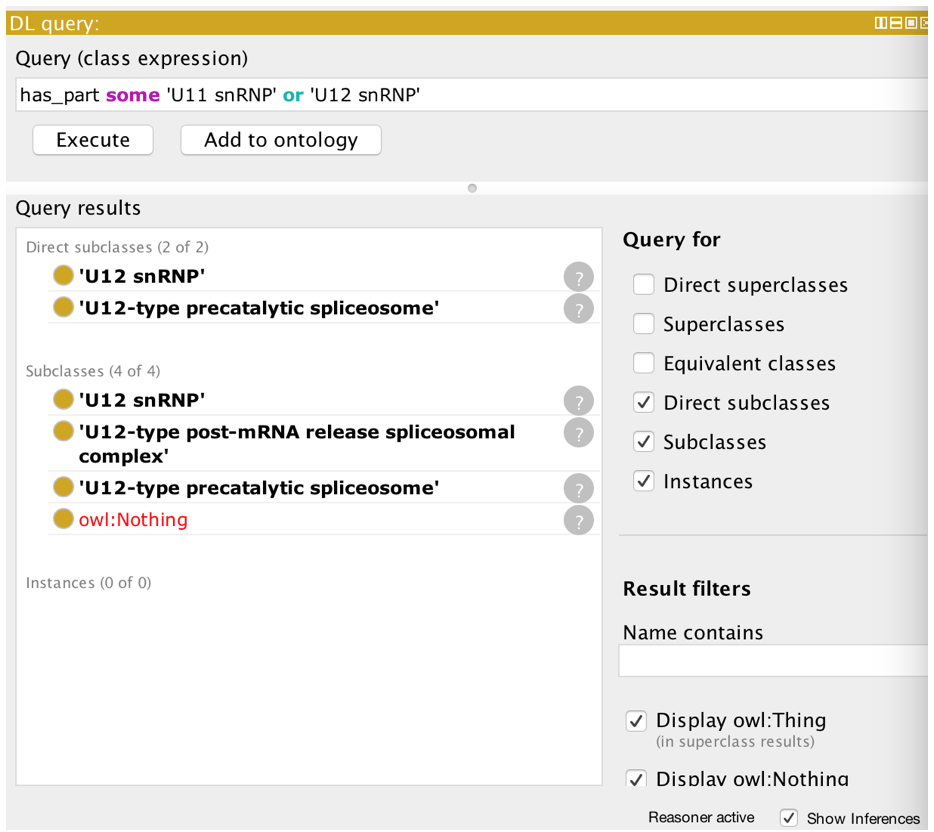 DL query:
Query (class expression)
has_part some 'U11 snRNP' or 'U12 snRNP'
Execute
Add to ontology
Query results
Direct subclasses (2 of 2)
'U12 snRNP'
?
'U12-type precatalytic spliceosome'
?
Subclasses (4 of 4)
'U12 snRNP'
?
'U12-type post-mRNA release spliceosomal
complex'
?
'U12-type precatalytic spliceosome'
?
owl:Nothing
?
Instances (0 of 0)
Query for
Direct superclasses
Superclasses
Equivalent classes
Direct subclasses
Subclasses
Instances
Result filters
Name contains
Display owl:Thing
(in superclass results)
Display owl:Nothing
Reasoner active
Show Inferences